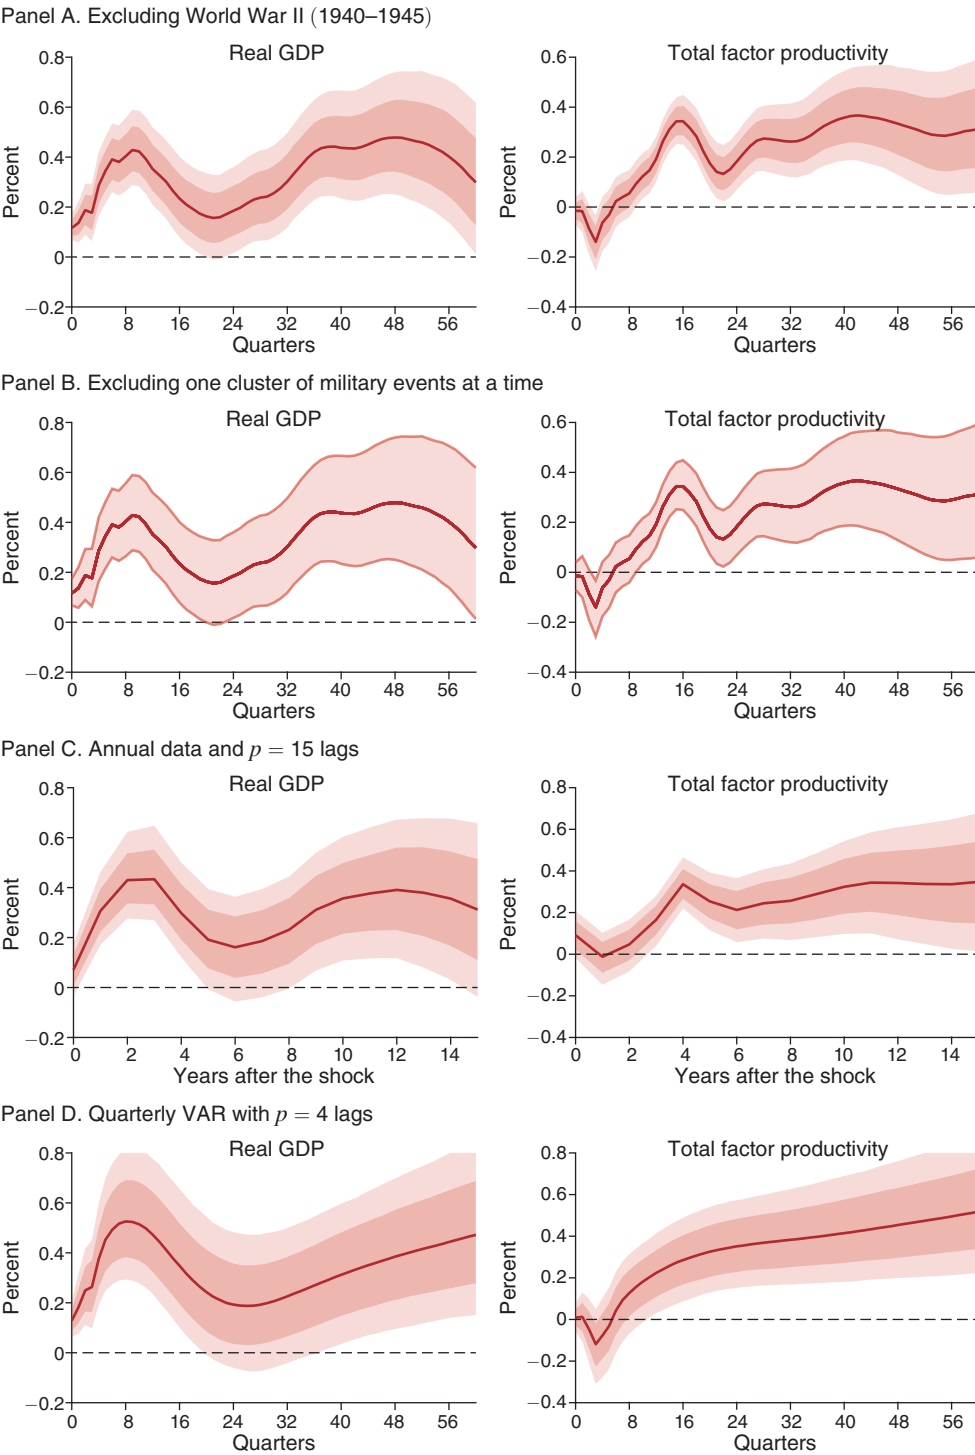 Panel A. Excluding World War II (1940–1945)
Real GDP
Total factor productivity
0.8
0.6
0.4
0.2
0
−0.2
Percent
0 8 16 24 32 40 48 56
Quarters
0.6
0.4
0.2
0
−0.2
−0.4
Percent
0 8 16 24 32 40 48 56
Quarters
Panel B. Excluding one cluster of military events at a time
Real GDP
Total factor productivity
0.8
0.6
0.4
0.2
0
−0.2
Percent
0 8 16 24 32 40 48 56
Quarters
0.6
0.4
0.2
0
−0.2
−0.4
Percent
0 8 16 24 32 40 48 56
Quarters
Panel C. Annual data and p = 15 lags
Real GDP
Total factor productivity
0.8
0.6
0.4
0.2
0
−0.2
Percent
0 2 4 6 8 10 12 14
Years after the shock
0.8
0.6
0.4
0.2
0
−0.2
−0.4
Percent
0 2 4 6 8 10 12 14
Years after the shock
Panel D. Quarterly VAR with p = 4 lags
Real GDP
Total factor productivity
0.8
0.6
0.4
0.2
0
−0.2
Percent
0 8 16 24 32 40 48 56
Quarters
0.8
0.6
0.4
0.2
0
−0.2
−0.4
Percent
0 8 16 24 32 40 48 56
Quarters